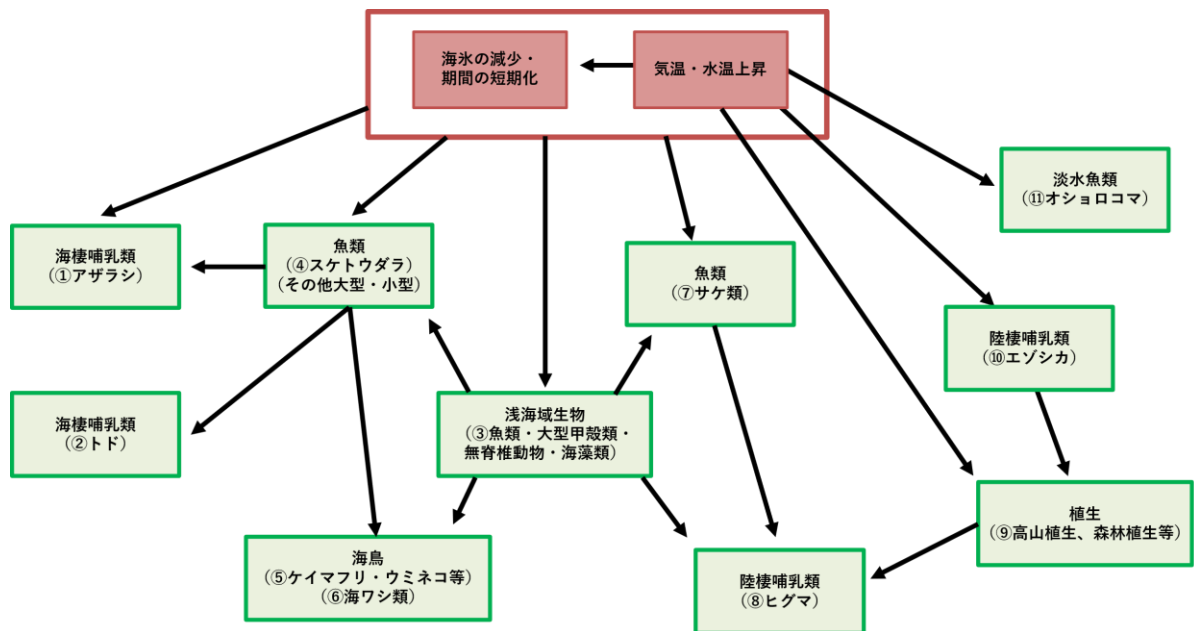 海氷の減少・
期間の短期化
気温・水温上昇
淡水魚類
（⑪オショロコマ）
海棲哺乳類
（①アザラシ）
魚類
（④スケトウダラ）
（その他大型・小型）
魚類
（⑦サケ類）
陸棲哺乳類
（⑩エゾシカ）
海棲哺乳類
（②トド）
浅海域生物
（③魚類・大型甲殻類・
無脊椎動物・海藻類）
植生
（⑨高山植生、森林植生等）
海鳥
（⑤ケイマフリ・ウミネコ等）
（⑥海ワシ類）
陸棲哺乳類
（⑧ヒグマ）